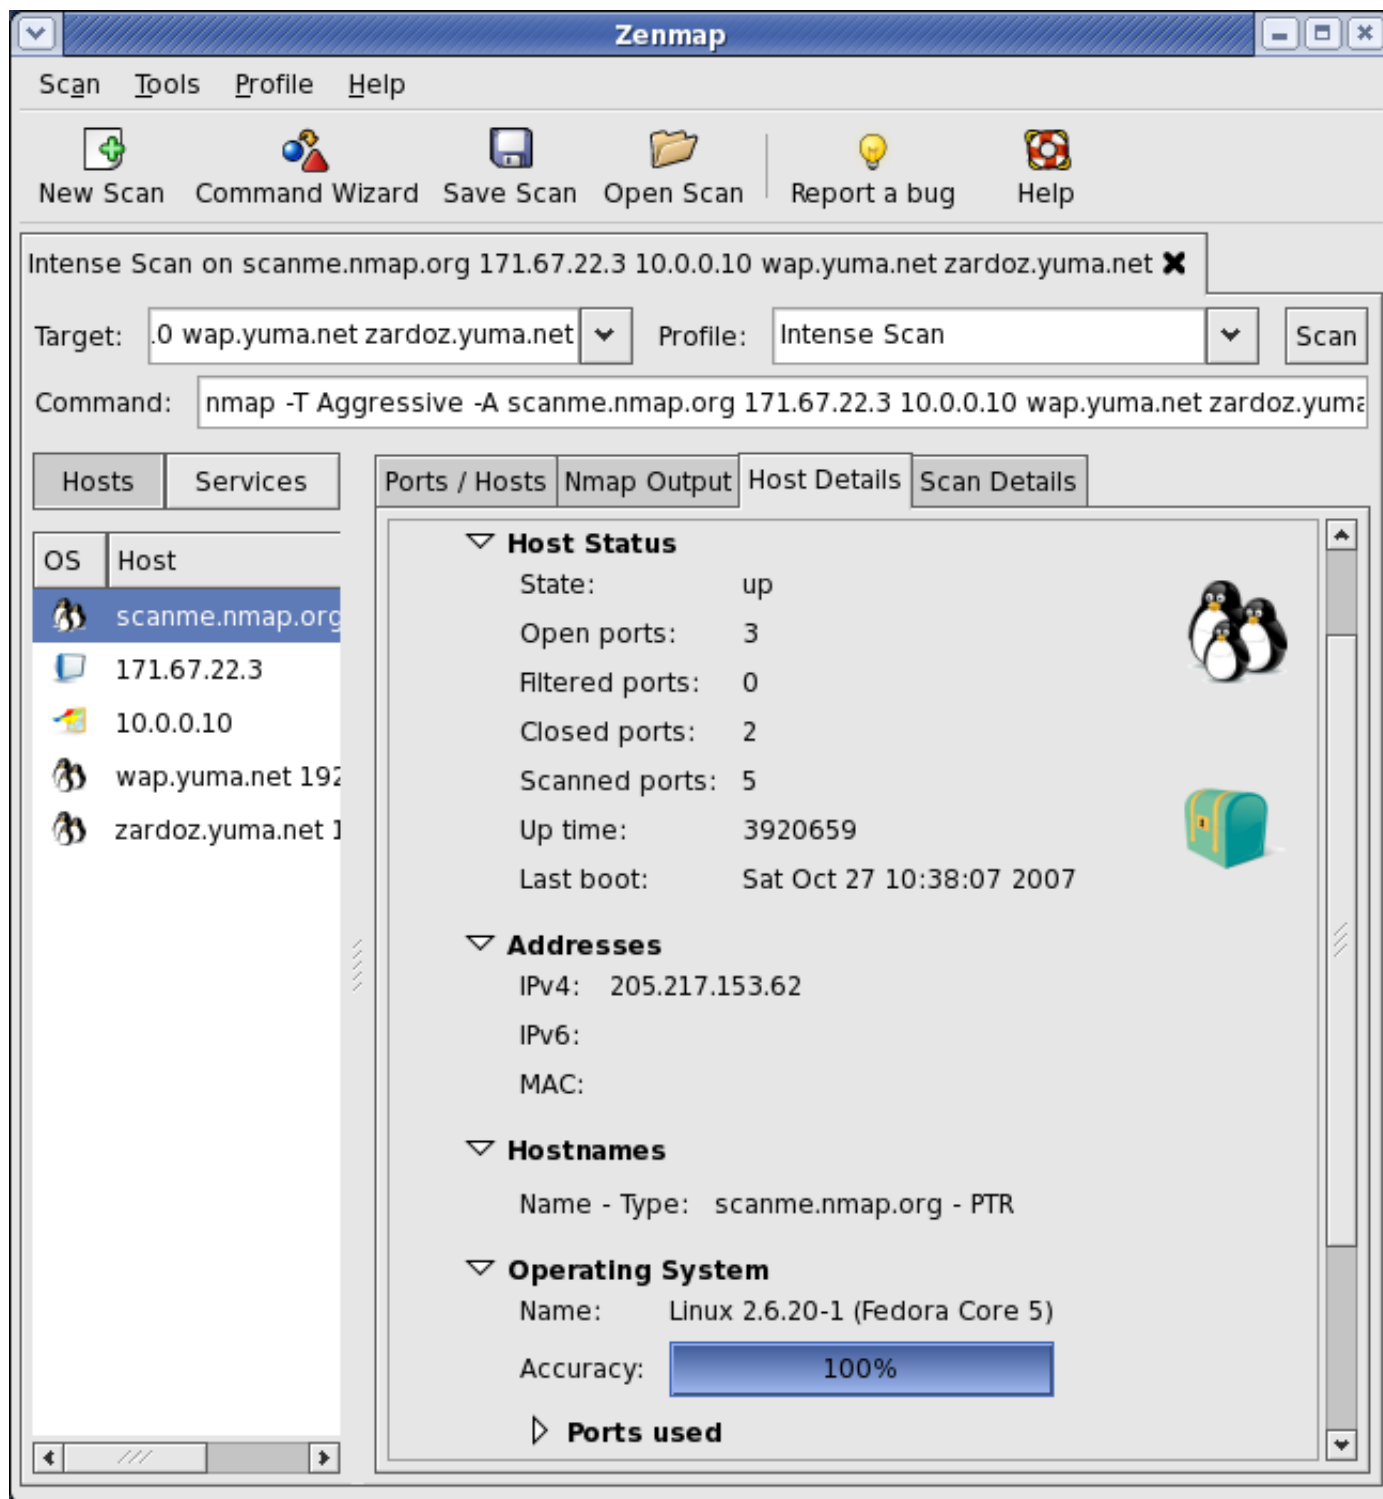 Zenmap
Scan Tools Profile Help
New Scan Command Wizard Save Scan Open Scan Report a bug Help
Intense Scan on scanme.nmap.org 171.67.22.3 10.0.0.10 wap.yuma.net zardoz.yuma.net
Target: .0 wap.yuma.net zardoz.yuma.net Profile: Intense Scan Scan
Command: nmap -T Aggressive -A scanme.nmap.org 171.67.22.3 10.0.0.10 wap.yuma.net zardoz.yuma
Hosts Services
Ports / Hosts Nmap Output Host Details Scan Details
OS Host
scanme.nmap.org
171.67.22.3
10.0.0.10
wap.yuma.net 192
zardoz.yuma.net 1
Host Status
State: up
Open ports: 3
Filtered ports: 0
Closed ports: 2
Scanned ports: 5
Up time: 3920659
Last boot: Sat Oct 27 10:38:07 2007
Addresses
IPv4: 205.217.153.62
IPv6:
MAC:
Hostnames
Name - Type: scanme.nmap.org - PTR
Operating System
Name: Linux 2.6.20-1 (Fedora Core 5)
Accuracy: 100%
Ports used